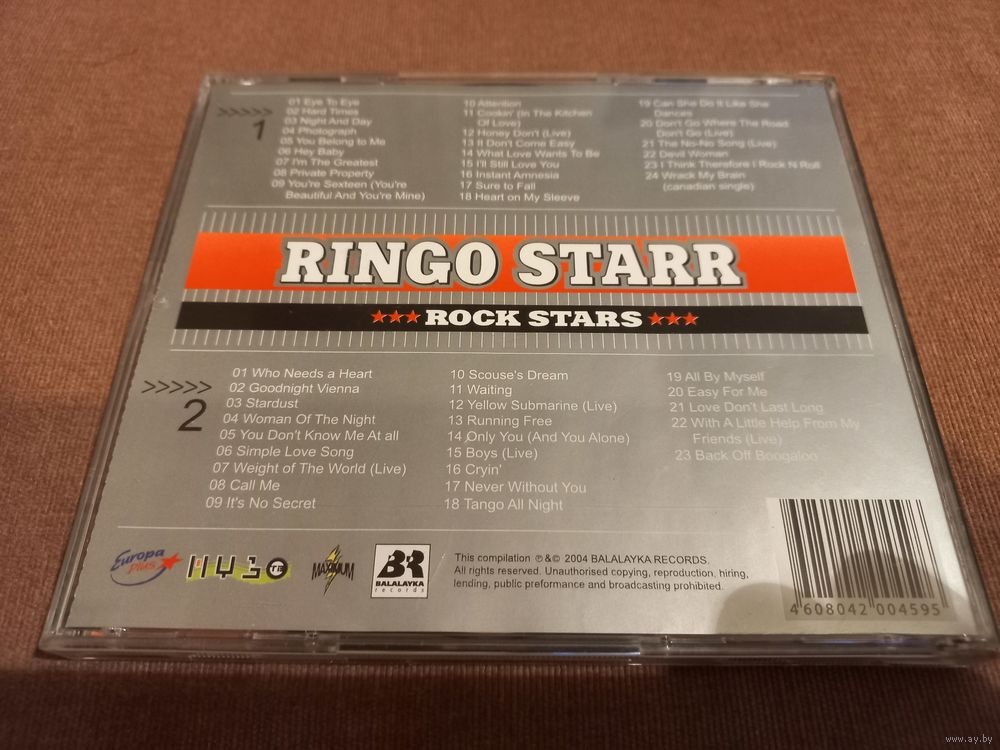 >>>>> 1
01 Eye To Eye
02 Hard Times
03 Night And Day
04 Photograph
05 You Belong to Me
06 Hey Baby
07 I'm The Greatest
08 Private Property
09 You're Sexteen (You're
Beautiful And You're Mine)
10 Attention
11 Cookin' (In The Kitchen
Of Love)
12 Honey Don't (Live)
13 It Don't Come Easy
14 What Love Wants To Be
15 I'll Still Love You
16 Instant Amnesia
17 Sure to Fall
18 Heart on My Sleeve
19 Can She Do It Like She
Dances
20 Don't Go Where The Road
Don't Go (Live)
21 The No-No Song (Live)
22 Devil Woman
23 I Think Therefore I Rock N Roll
24 Wrack My Brain
(canadian single)
RINGO STARR
★★★ROCK STARS★★★
>>>>> 2
01 Who Needs a Heart
02 Goodnight Vienna
03 Stardust
04 Woman Of The Night
05 You Don't Know Me At all
06 Simple Love Song
07 Weight of The World (Live)
08 Call Me
09 It's No Secret
10 Scouse's Dream
11 Waiting
12 Yellow Submarine (Live)
13 Running Free
14 Only You (And You Alone)
15 Boys (Live)
16 Cryin'
17 Never Without You
18 Tango All Night
19 All By Myself
20 Easy For Me
21 Love Don't Last Long
22 With A Little Help From My
Friends (Live)
23 Back Off Boogaloo
Europa
plus
МУЗ ТВ
MAXIMUM
BR
BALALAYKA
records
This compilation ℗&© 2004 BALALAYKA RECORDS.
All rights reserved. Unauthorised copying, reproduction, hiring,
lending, public preformance and broadcasting prohibited.
4 608042 004595
www.ay.by